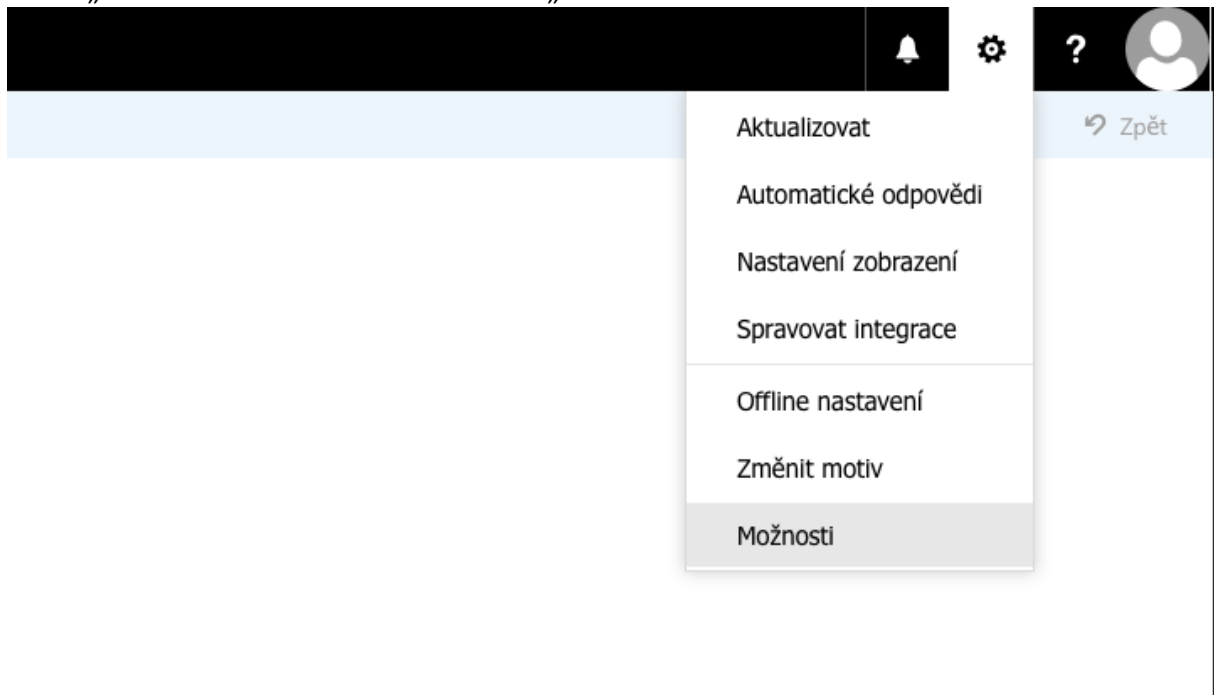 ?
Aktualizovat
Zpět
Automatické odpovědi
Nastavení zobrazení
Spravovat integrace
Offline nastavení
Změnit motiv
Možnosti